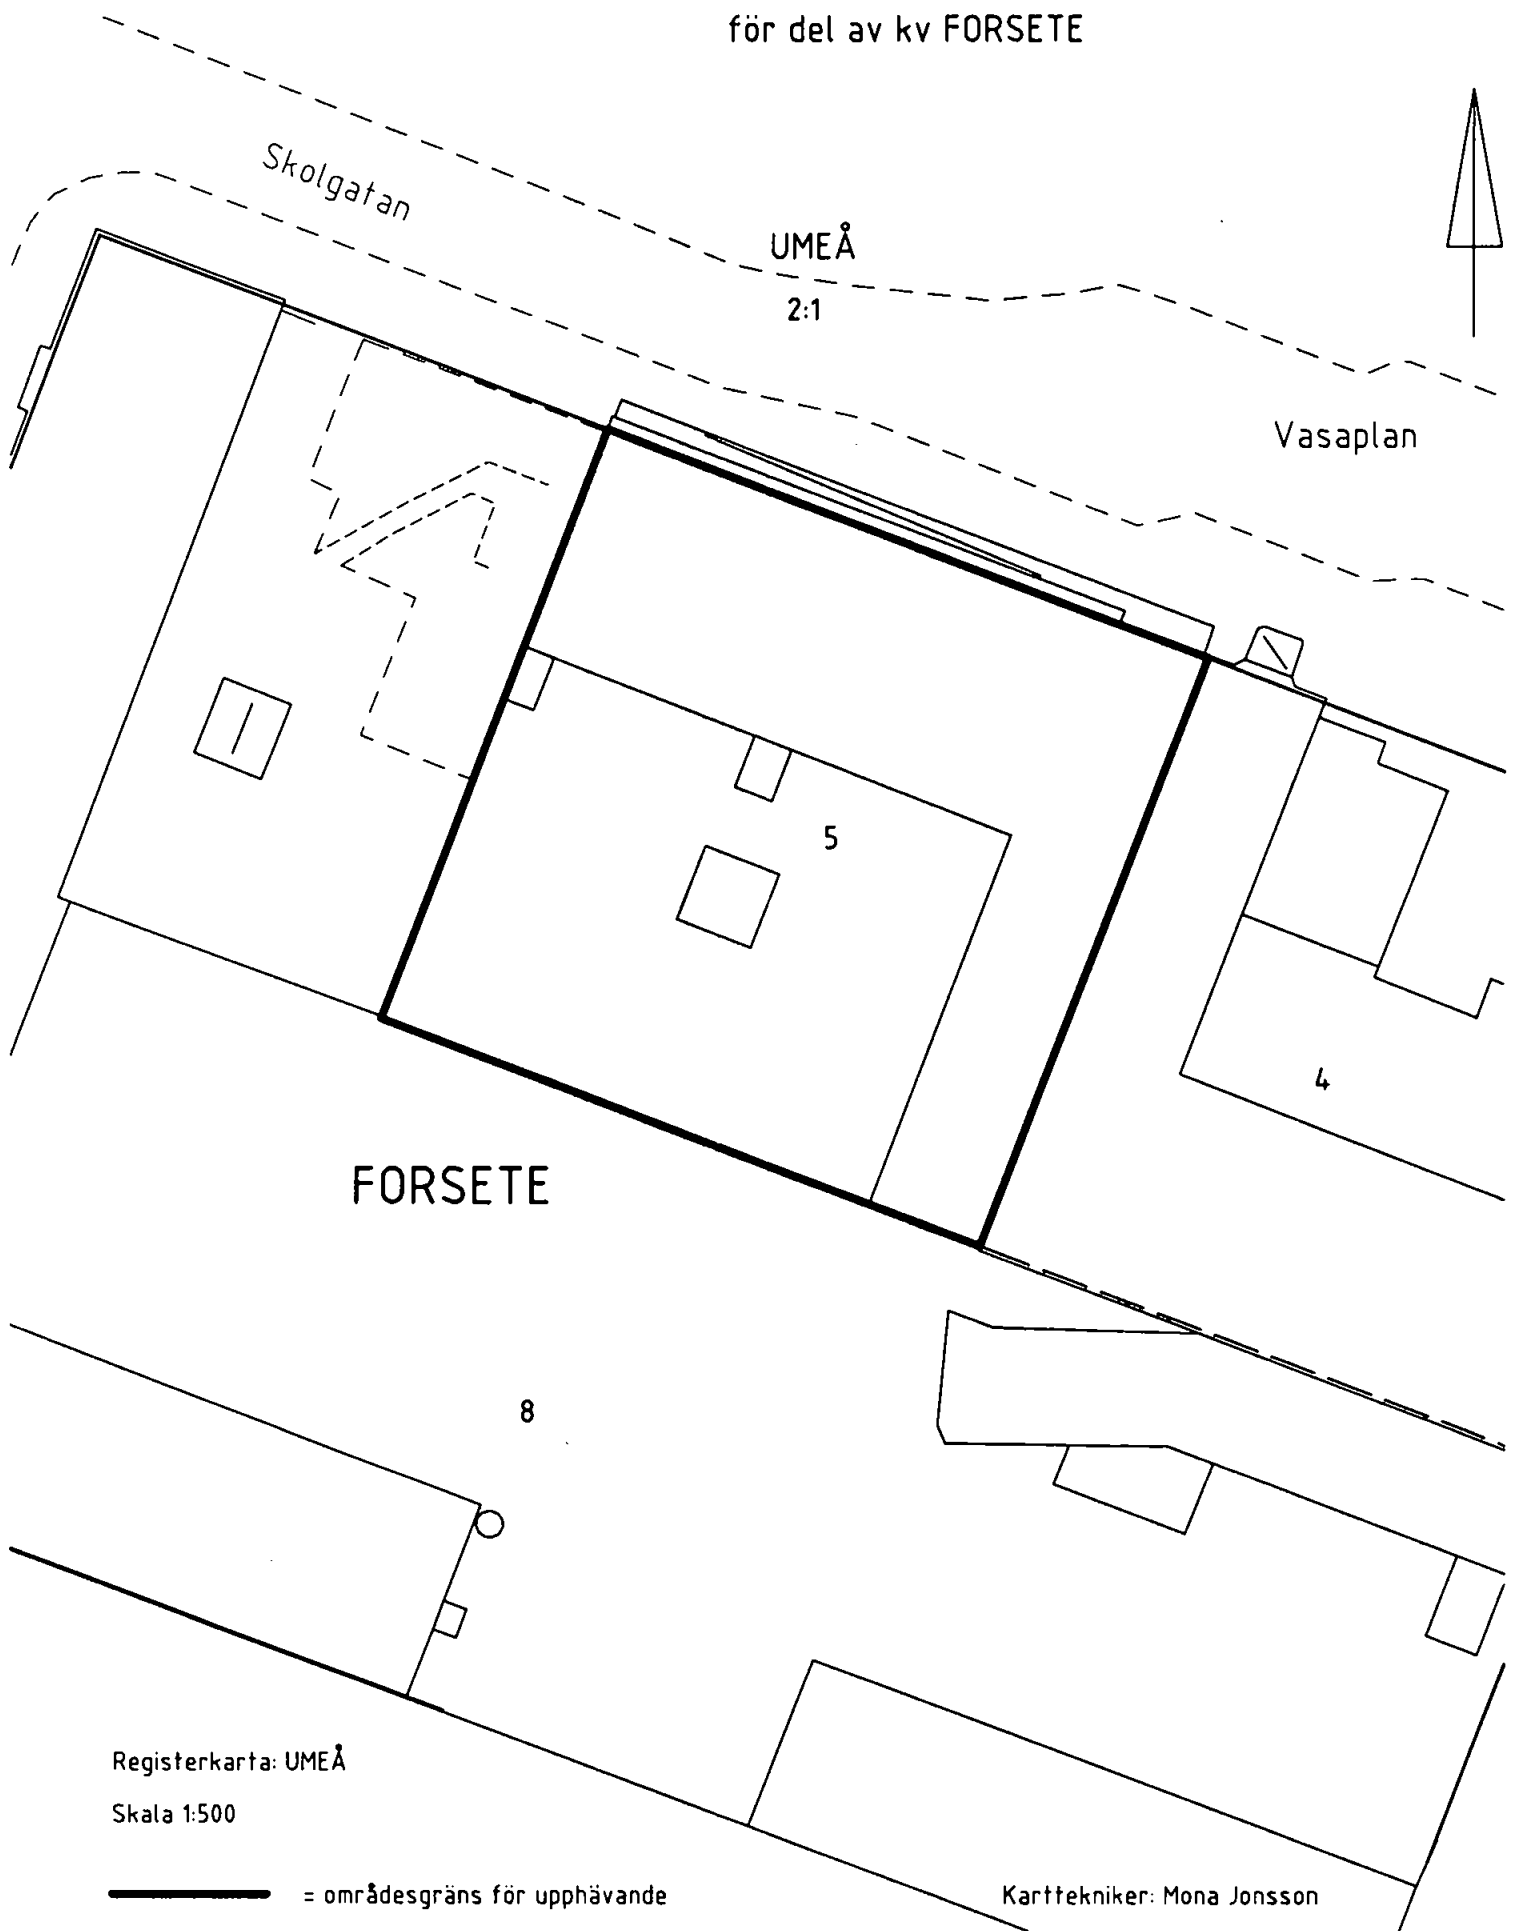 för del av kv FORSETE
Skolgatan
UMEÅ
2:1
Vasaplan
5
4
FORSETE
8
Registerkarta: UMEÅ
Skala 1:500
= områdesgräns för upphävande
Karttekniker: Mona Jonsson